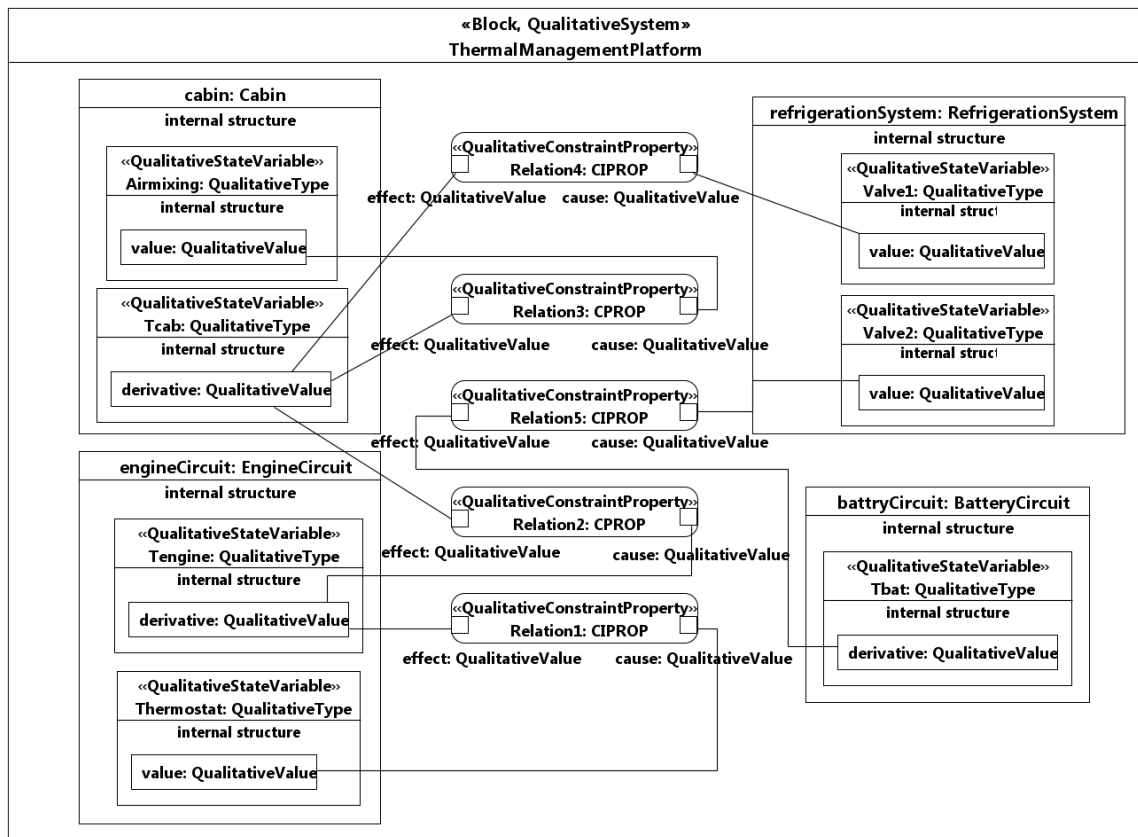 «Block, QualitativeSystem»
ThermalManagementPlatform
cabin: Cabin
internal structure
«QualitativeStateVariable»
Airmixing: QualitativeType
internal structure
value: QualitativeValue
«QualitativeStateVariable»
Tcab: QualitativeType
internal structure
derivative: QualitativeValue
engineCircuit: EngineCircuit
internal structure
«QualitativeStateVariable»
Tengine: QualitativeType
internal structure
derivative: QualitativeValue
«QualitativeStateVariable»
Thermostat: QualitativeType
internal structure
value: QualitativeValue
«QualitativeConstraintProperty»
Relation4: CIPROP
effect: QualitativeValue
cause: QualitativeValue
«QualitativeConstraintProperty»
Relation3: CPROP
effect: QualitativeValue
cause: QualitativeValue
«QualitativeConstraintProperty»
Relation5: CIPROP
effect: QualitativeValue
cause: QualitativeValue
«QualitativeConstraintProperty»
Relation2: CPROP
effect: QualitativeValue
cause: QualitativeValue
«QualitativeConstraintProperty»
Relation1: CIPROP
effect: QualitativeValue
cause: QualitativeValue
refrigerationSystem: RefrigerationSystem
internal structure
«QualitativeStateVariable»
Valve1: QualitativeType
internal struct
value: QualitativeValue
«QualitativeStateVariable»
Valve2: QualitativeType
internal struct
value: QualitativeValue
battryCircuit: BatteryCircuit
internal structure
«QualitativeStateVariable»
Tbat: QualitativeType
internal structure
derivative: QualitativeValue